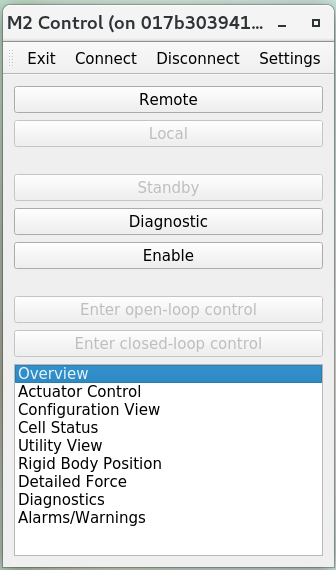 M2 Control (on 017b303941...
Exit Connect Disconnect Settings
Remote
Local
Standby
Diagnostic
Enable
Enter open-loop control
Enter closed-loop control
Overview
Actuator Control
Configuration View
Cell Status
Utility View
Rigid Body Position
Detailed Force
Diagnostics
Alarms/Warnings